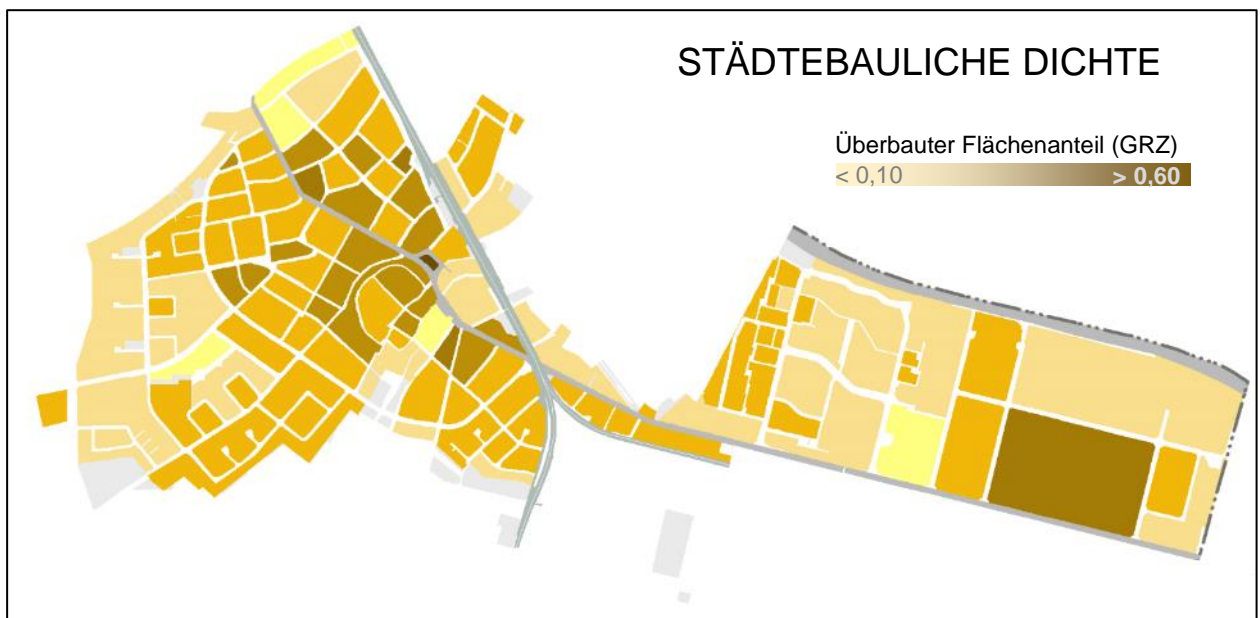 STÄDTEBAULICHE DICHTE
Überbauter Flächenanteil (GRZ)
< 0,10 > 0,60